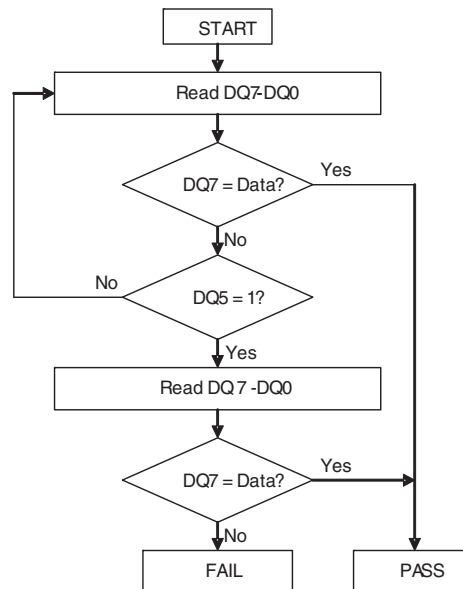 START
Read DQ7-DQ0
DQ7 = Data?
Yes
No
No
DQ5 = 1?
Yes
Read DQ 7 -DQ0
DQ7 = Data?
Yes
No
FAIL
PASS